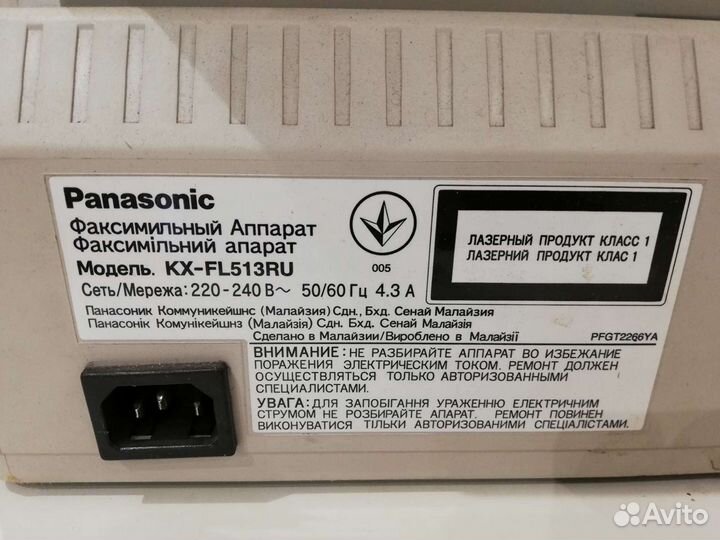 Panasonic
Факсимильный Аппарат
Факсимільний апарат
Модель. KX-FL513RU
Сеть/Мережа: 220-240 В~ 50/60 Гц 4.3 А
Панасоник Коммуникейшнс (Малайзия) Сдн., Бхд. Сенай Малайзия
Панасонік Комунікейшнз (Малайзія) Сдн. Бхд. Сенай Малайзія
Сделано в Малайзии/Вироблено в Малайзії
PFGT2266YA
005
ЛАЗЕРНЫЙ ПРОДУКТ КЛАСС 1
ЛАЗЕРНИЙ ПРОДУКТ КЛАС 1
ВНИМАНИЕ: НЕ РАЗБИРАЙТЕ АППАРАТ ВО ИЗБЕЖАНИЕ
ПОРАЖЕНИЯ ЭЛЕКТРИЧЕСКИМ ТОКОМ. РЕМОНТ ДОЛЖЕН
ОСУЩЕСТВЛЯТЬСЯ ТОЛЬКО АВТОРИЗОВАННЫМИ
СПЕЦИАЛИСТАМИ.
УВАГА: ДЛЯ ЗАПОБІГАННЯ УРАЖЕННЮ ЕЛЕКТРИЧНИМ
СТРУМОМ НЕ РОЗБИРАЙТЕ АПАРАТ. РЕМОНТ ПОВИНЕН
ВИКОНУВАТИСЯ ТІЛЬКИ АВТОРИЗОВАНИМИ СПЕЦІАЛІСТАМИ.
Avito